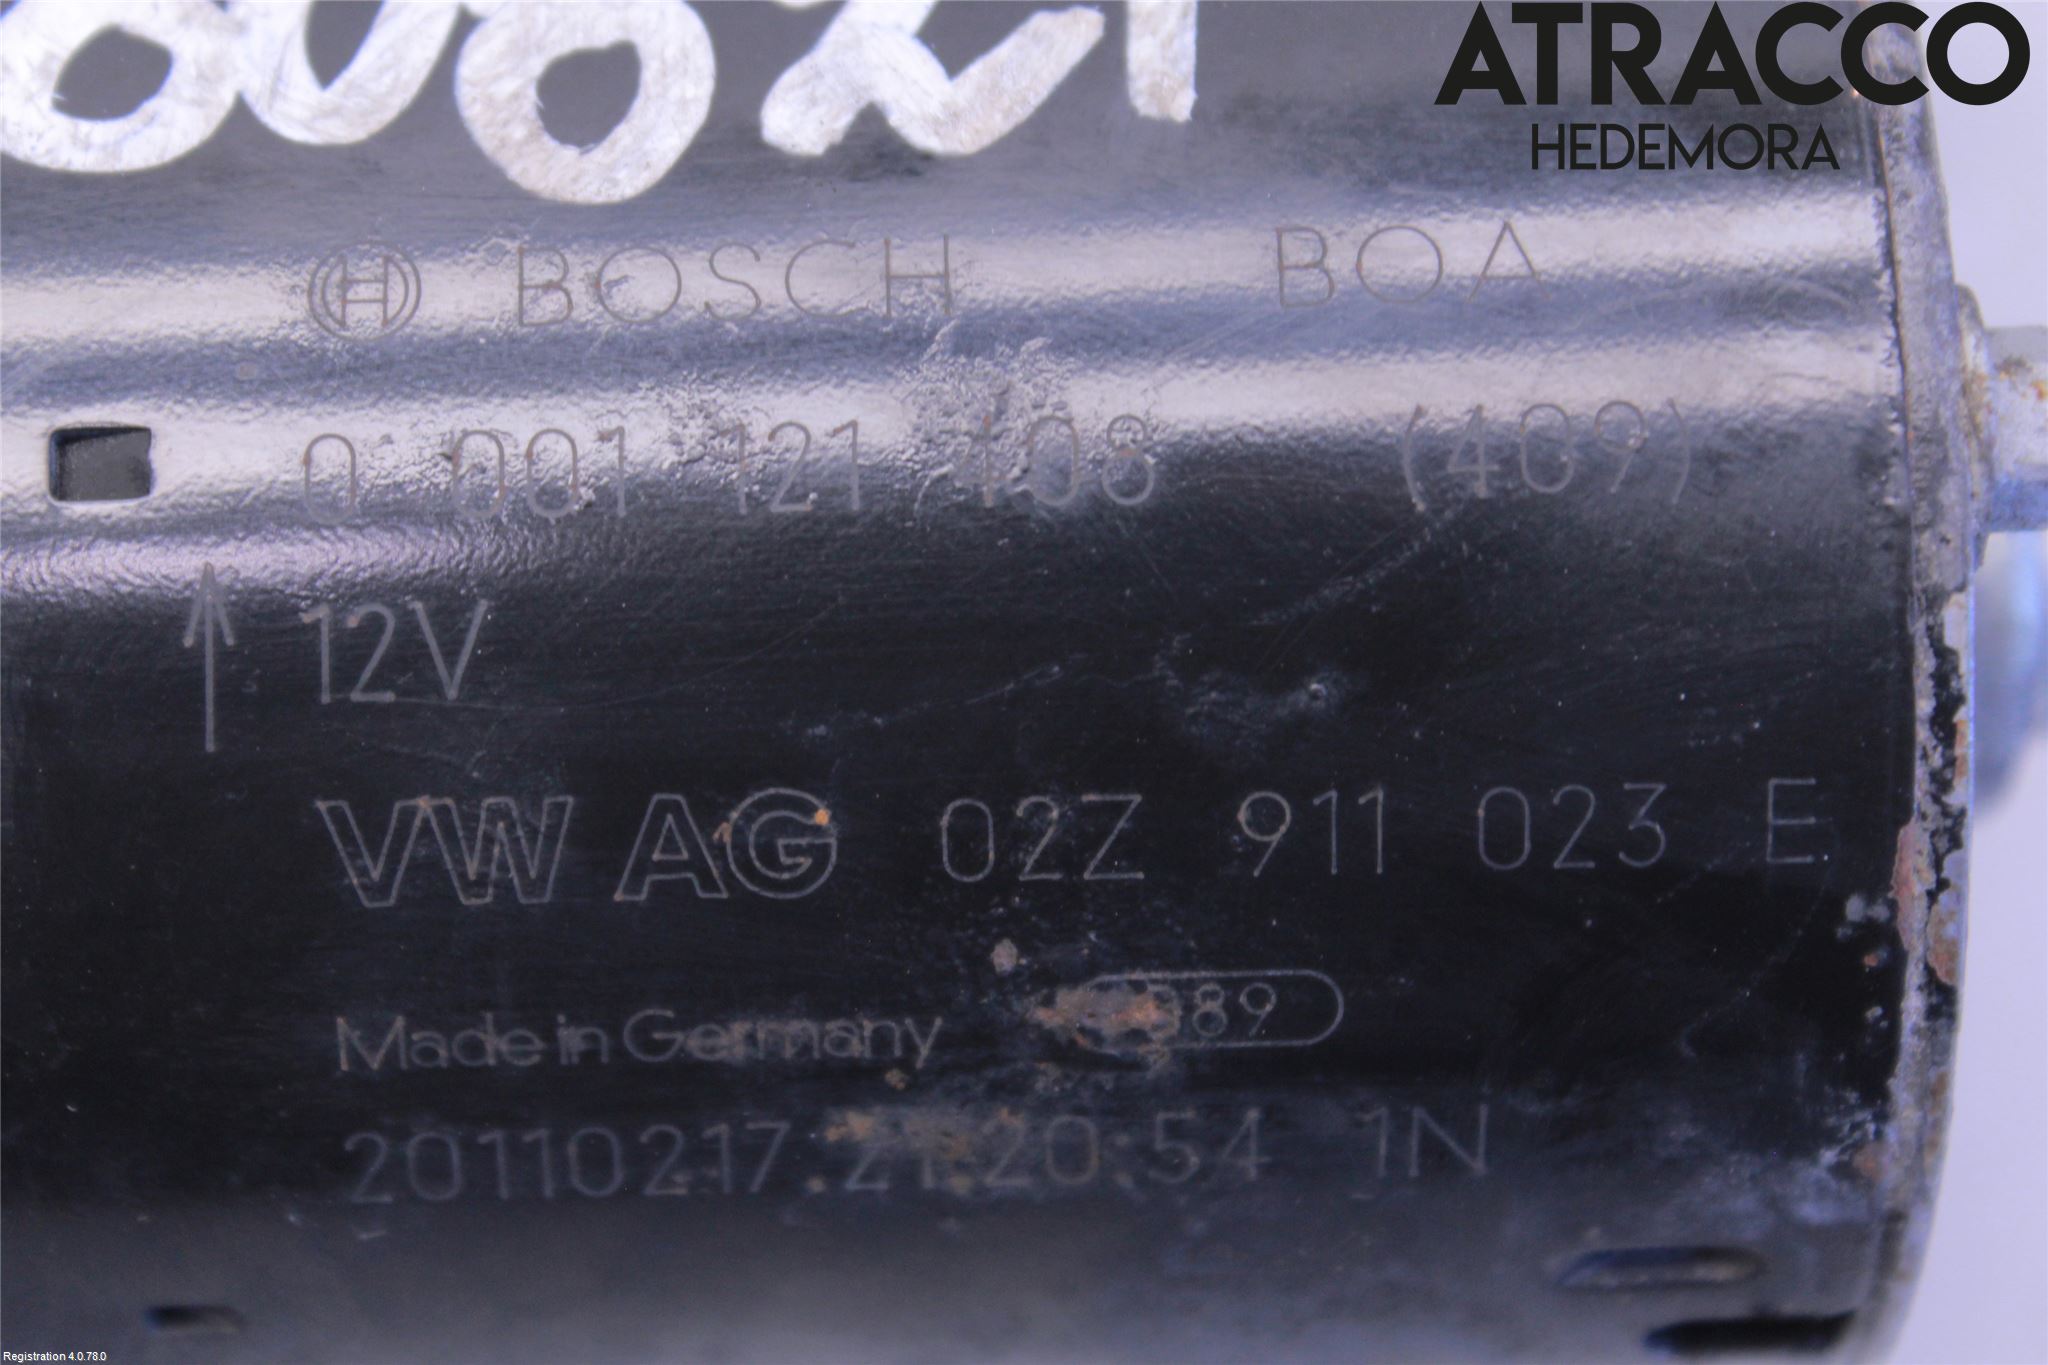 ATRACCO
HEDEMORA
BOSCH BOA
0 001 121 408 (409)
12V
VW AG 02Z 911 023 E
Made in Germany
20110217.21:20:54 1N
Registration 4.0.78.0